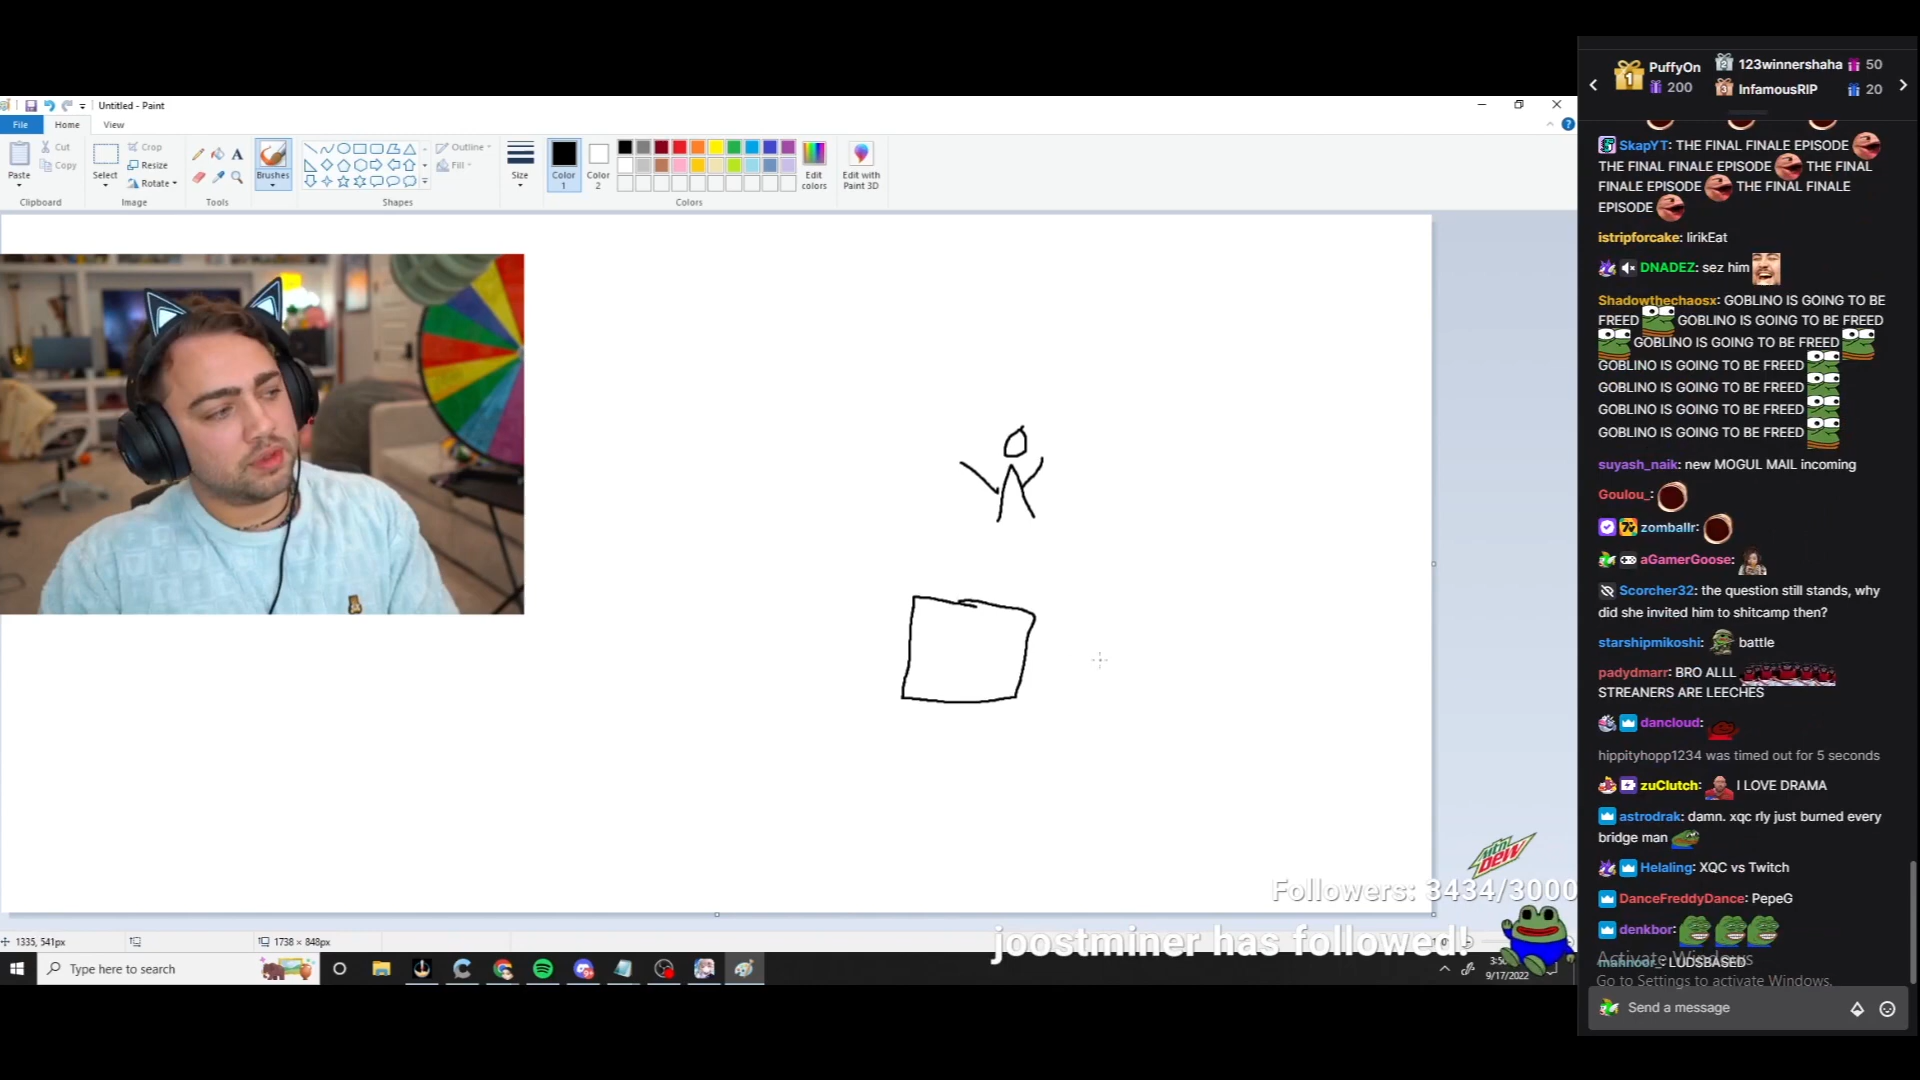 Untitled - Paint
File
Home
View
Cut
Copy
Paste
Clipboard
Crop
Resize
Rotate
Select
Image
A
Tools
Brushes
Outline
Fill
Shapes
Size
Color 1
Color 2
Edit colors
Colors
Edit with Paint 3D
mtn DEW
Followers: 3434/3000
joostminer has followed!
1335, 541px
1738 × 848px
Type here to search
9/17/2022
1 PuffyOn 200
2 123winnershaha 50
3 InfamousRIP 20
SkapYT: THE FINAL FINALE EPISODE
THE FINAL FINALE EPISODE THE FINAL
FINALE EPISODE THE FINAL FINALE
EPISODE
istripforcake: lirikEat
DNADEZ: sez him
Shadowthechaosx: GOBLINO IS GOING TO BE
FREED GOBLINO IS GOING TO BE FREED
GOBLINO IS GOING TO BE FREED
GOBLINO IS GOING TO BE FREED
GOBLINO IS GOING TO BE FREED
GOBLINO IS GOING TO BE FREED
GOBLINO IS GOING TO BE FREED
suyash_naik: new MOGUL MAIL incoming
Goulou_:
zomballr:
aGamerGoose:
Scorcher32: the question still stands, why
did she invited him to shitcamp then?
starshipmikoshi: battle
padydmarr: BRO ALLL
STREANERS ARE LEECHES
dancloud:
hippityhopp1234 was timed out for 5 seconds
zuClutch: I LOVE DRAMA
astrodrak: damn. xqc rly just burned every
bridge man
Helaling: XQC vs Twitch
DanceFreddyDance: PepeG
denkbor:
Activate Windows
LUDSBASED
Go to Settings to activate Windows.
Send a message